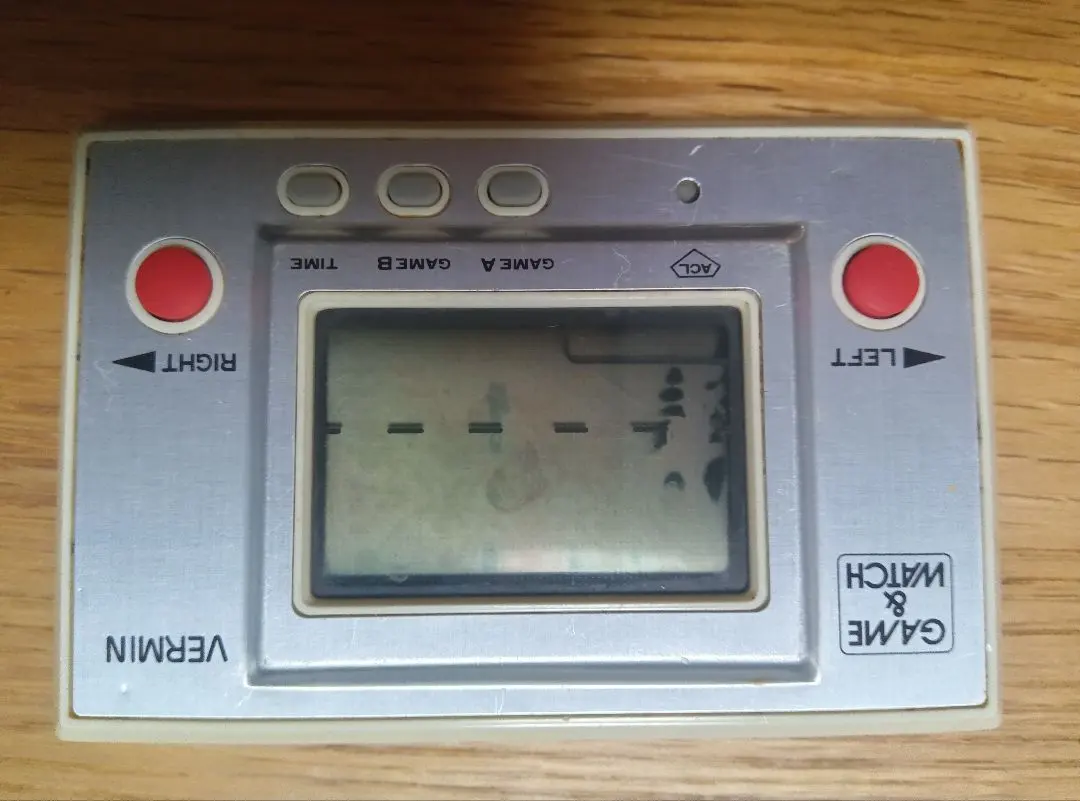 GAME
&
WATCH
VERMIN
◀ LEFT
RIGHT ▶
ACL
GAME A
GAME B
TIME